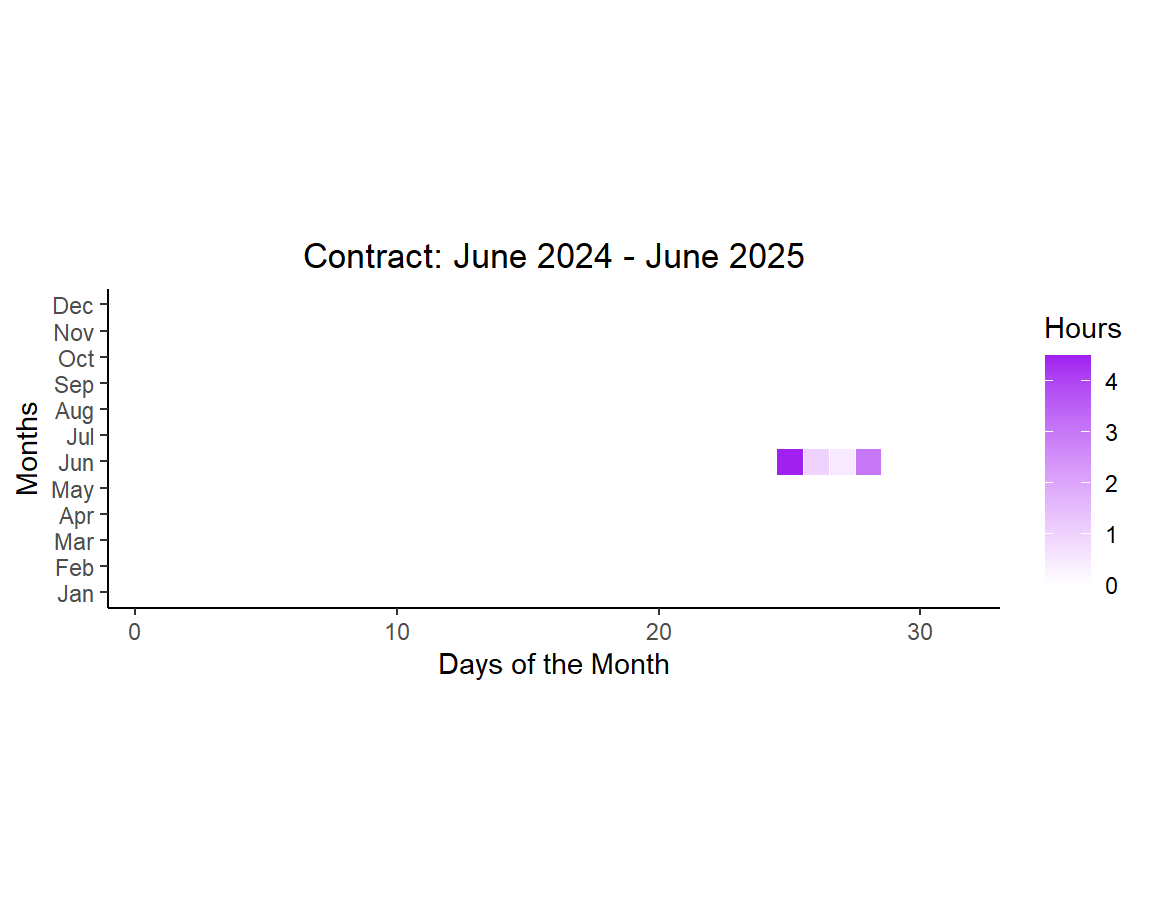 Contract: June 2024 - June 2025
Months
Dec
Nov
Oct
Sep
Aug
Jul
Jun
May
Apr
Mar
Feb
Jan
0 10 20 30
Days of the Month
Hours
4
3
2
1
0